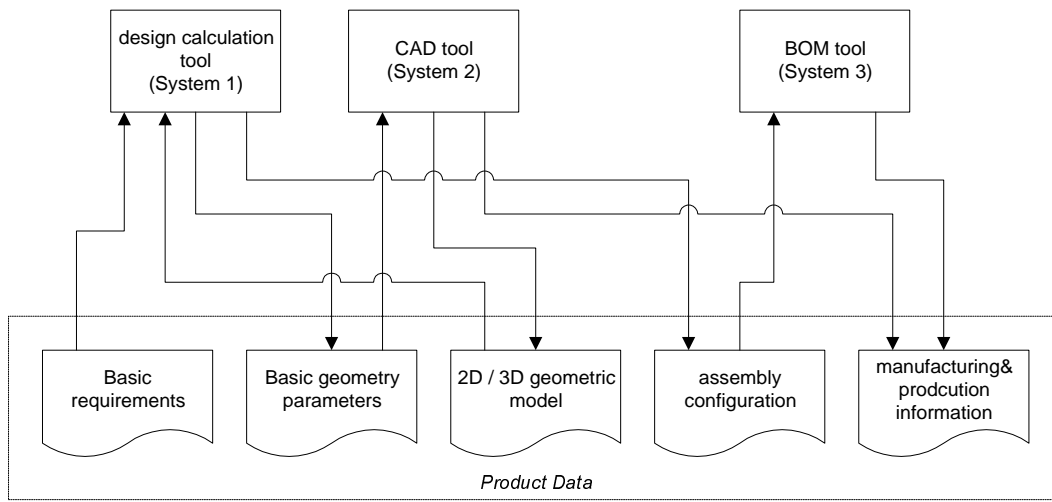 design calculation
tool
(System 1)
CAD tool
(System 2)
BOM tool
(System 3)
Basic
requirements
Basic geometry
parameters
2D / 3D geometric
model
assembly
configuration
manufacturing&
prodcution
information
Product Data